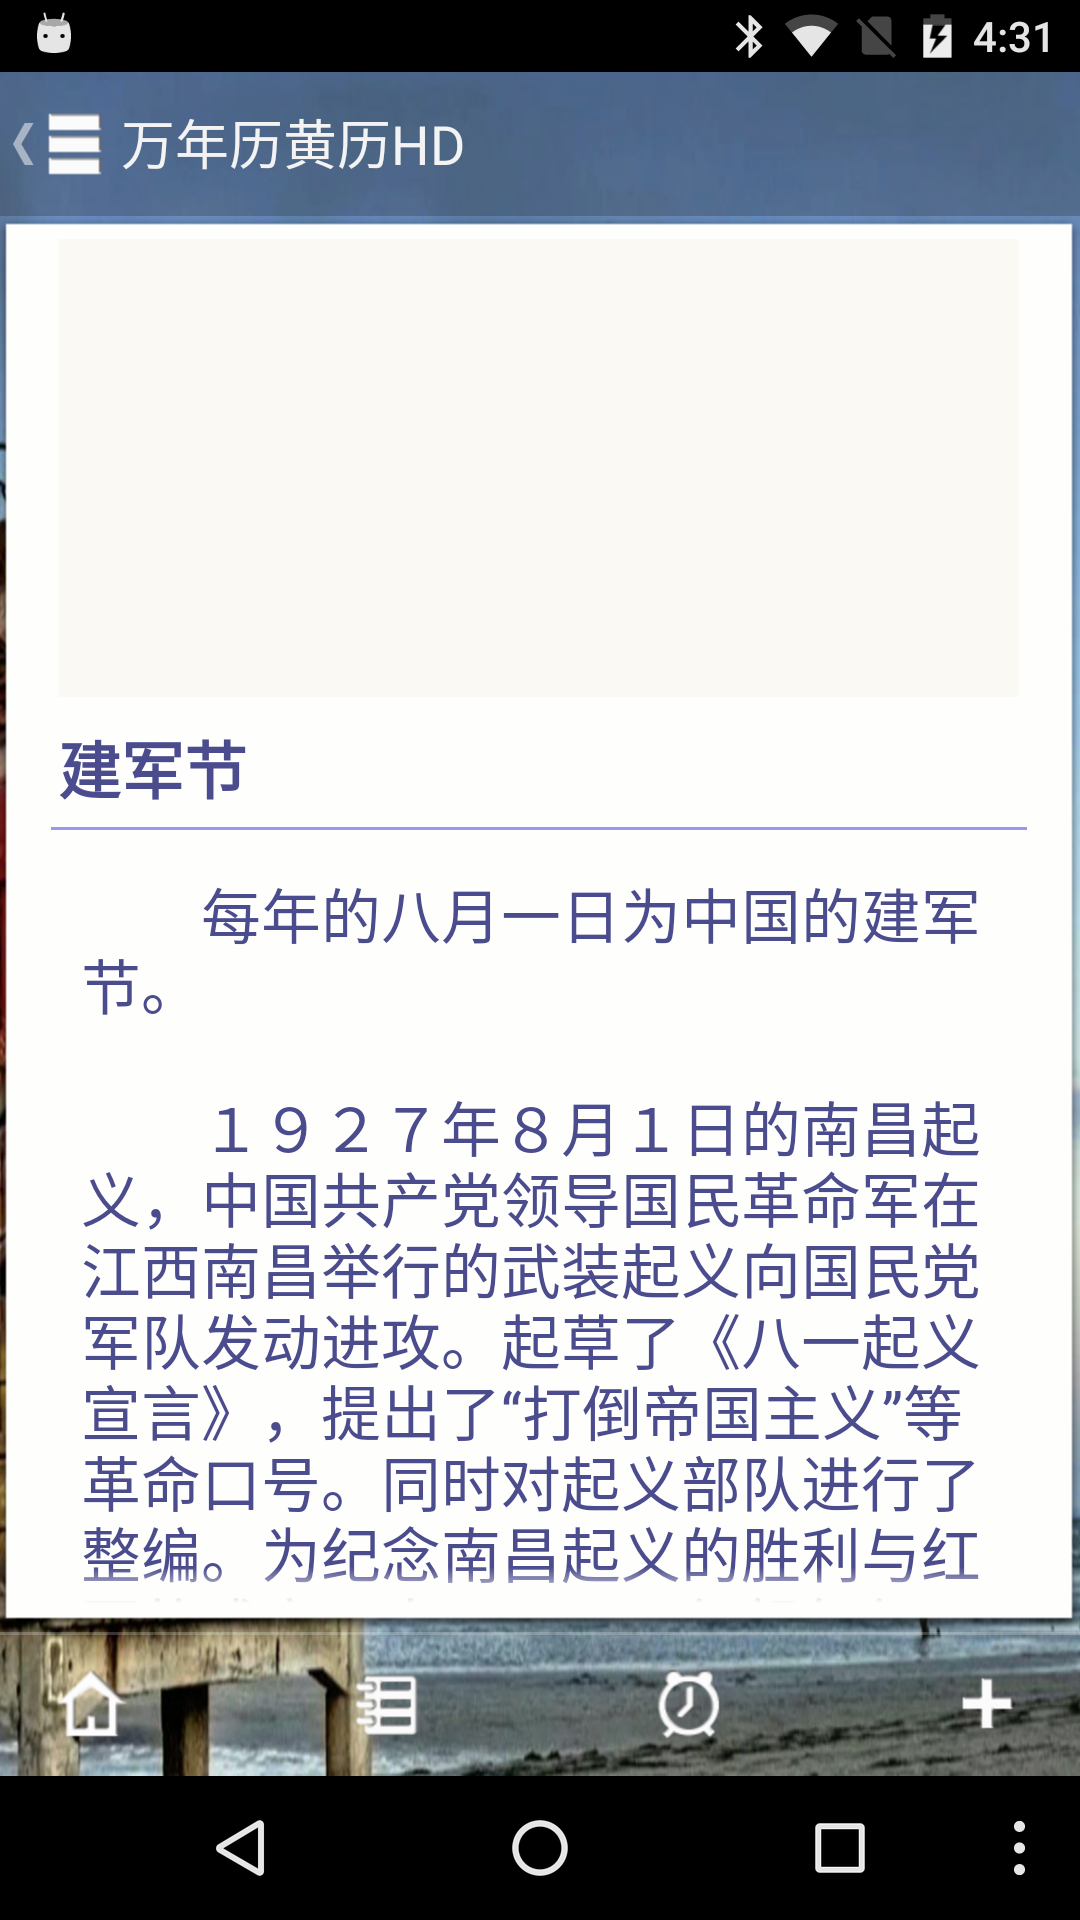 4:31
万年历黄历HD
建军节
每年的八月一日为中国的建军
节。
１９２７年８月１日的南昌起
义，中国共产党领导国民革命军在
江西南昌举行的武装起义向国民党
军队发动进攻。起草了《八一起义
宣言》，提出了“打倒帝国主义”等
革命口号。同时对起义部队进行了
整编。为纪念南昌起义的胜利与红